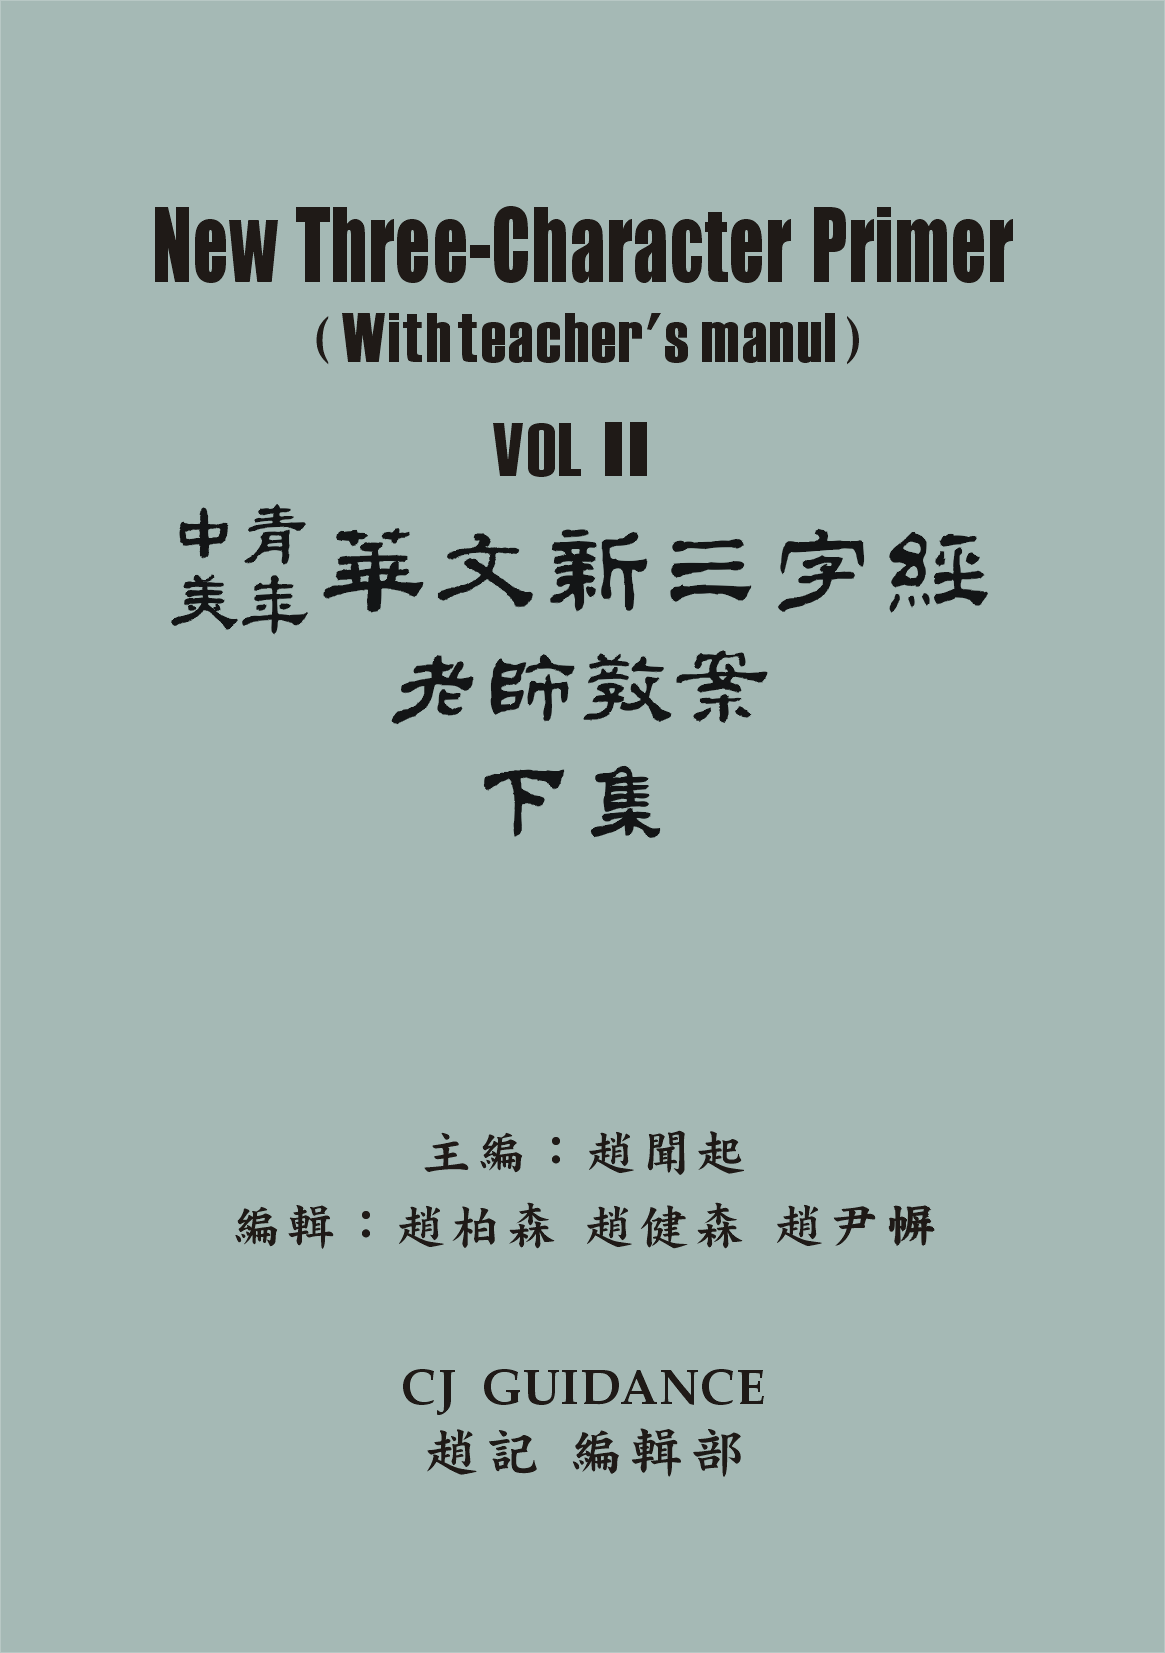 New Three-Character Primer
(With teacher's manul)
VOL II
中美青年華文新三字經
老師教案
下集
主編：趙聞起
編輯：趙柏森 趙健森 趙尹幈
CJ GUIDANCE
趙記 編輯部